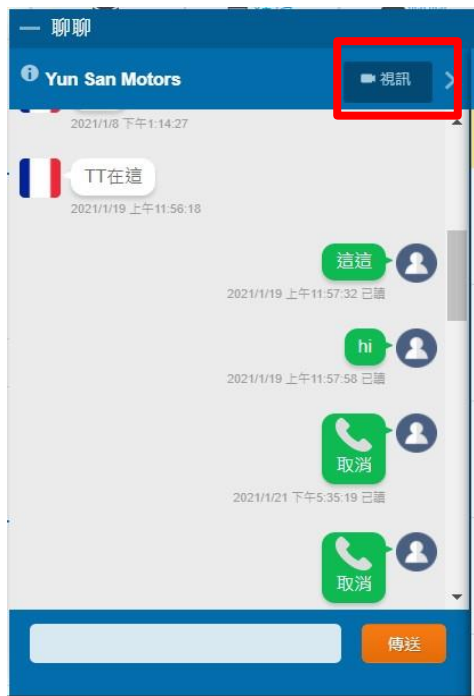 聊聊
Yun San Motors
視訊
2021/1/8 下午1:14:27
TT在這
2021/1/19 上午11:56:18
這這
2021/1/19 上午11:57:32 已讀
hi
2021/1/19 上午11:57:58 已讀
取消
2021/1/21 下午5:35:19 已讀
取消
傳送